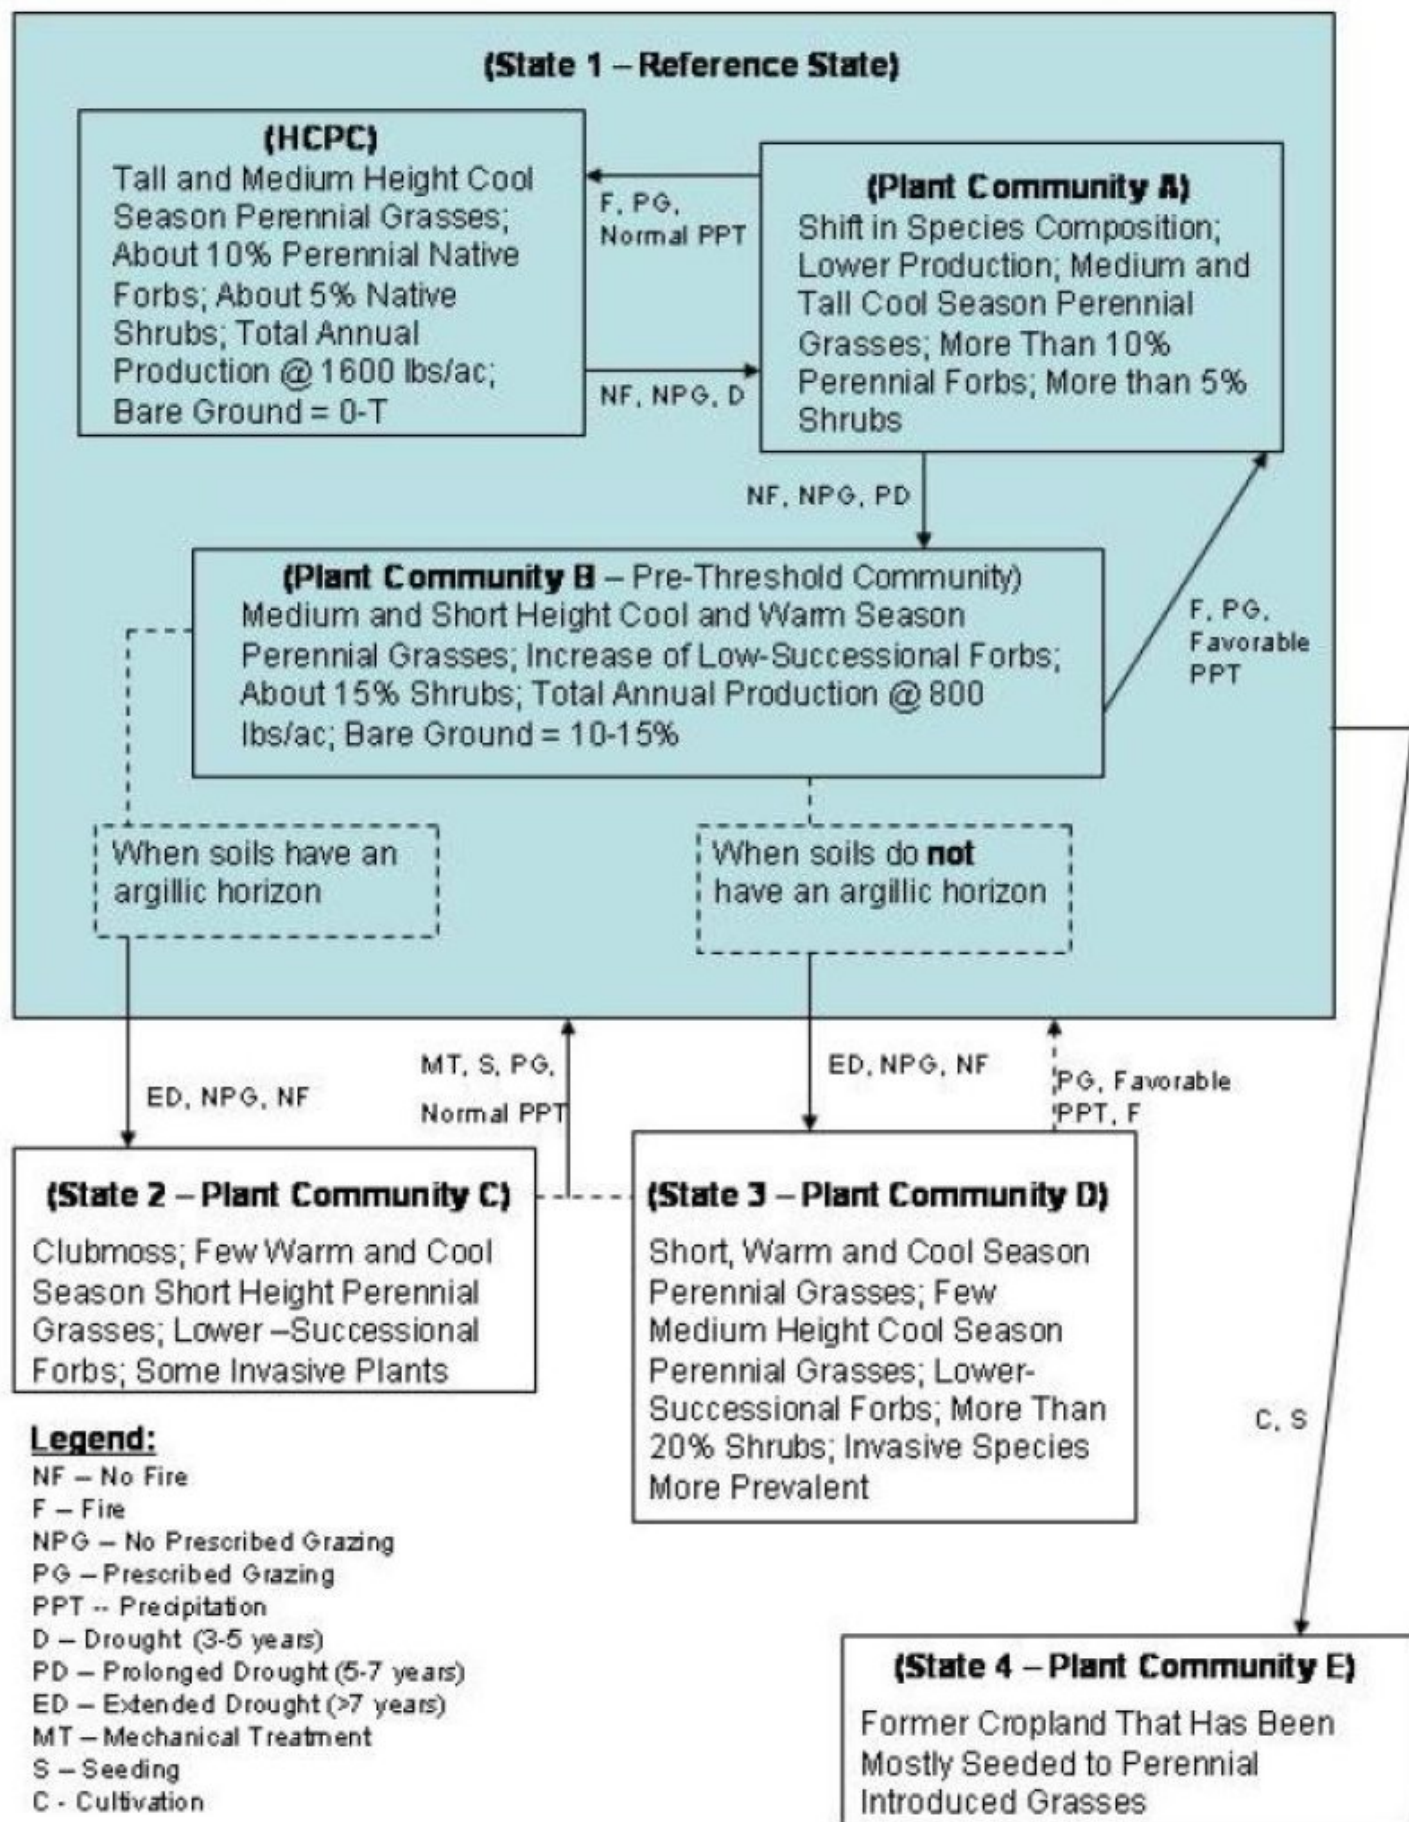 (State 1 – Reference State)
(HCPC)
Tall and Medium Height Cool
Season Perennial Grasses;
About 10% Perennial Native
Forbs; About 5% Native
Shrubs; Total Annual
Production @ 1600 lbs/ac;
Bare Ground = 0-T
F, PG,
Normal PPT
NF, NPG, D
(Plant Community A)
Shift in Species Composition;
Lower Production; Medium and
Tall Cool Season Perennial
Grasses; More Than 10%
Perennial Forbs; More than 5%
Shrubs
NF, NPG, PD
(Plant Community B – Pre-Threshold Community)
Medium and Short Height Cool and Warm Season
Perennial Grasses; Increase of Low-Successional Forbs;
About 15% Shrubs; Total Annual Production @ 800
lbs/ac; Bare Ground = 10-15%
F, PG,
Favorable
PPT
When soils have an
argillic horizon
When soils do not
have an argillic horizon
ED, NPG, NF
MT, S, PG,
Normal PPT
ED, NPG, NF
PG, Favorable
PPT, F
(State 2 – Plant Community C)
Clubmoss; Few Warm and Cool
Season Short Height Perennial
Grasses; Lower –Successional
Forbs; Some Invasive Plants
(State 3 – Plant Community D)
Short, Warm and Cool Season
Perennial Grasses; Few
Medium Height Cool Season
Perennial Grasses; Lower-
Successional Forbs; More Than
20% Shrubs; Invasive Species
More Prevalent
C, S
Legend:
NF – No Fire
F – Fire
NPG – No Prescribed Grazing
PG – Prescribed Grazing
PPT -- Precipitation
D – Drought (3-5 years)
PD – Prolonged Drought (5-7 years)
ED – Extended Drought (>7 years)
MT – Mechanical Treatment
S – Seeding
C - Cultivation
(State 4 – Plant Community E)
Former Cropland That Has Been
Mostly Seeded to Perennial
Introduced Grasses